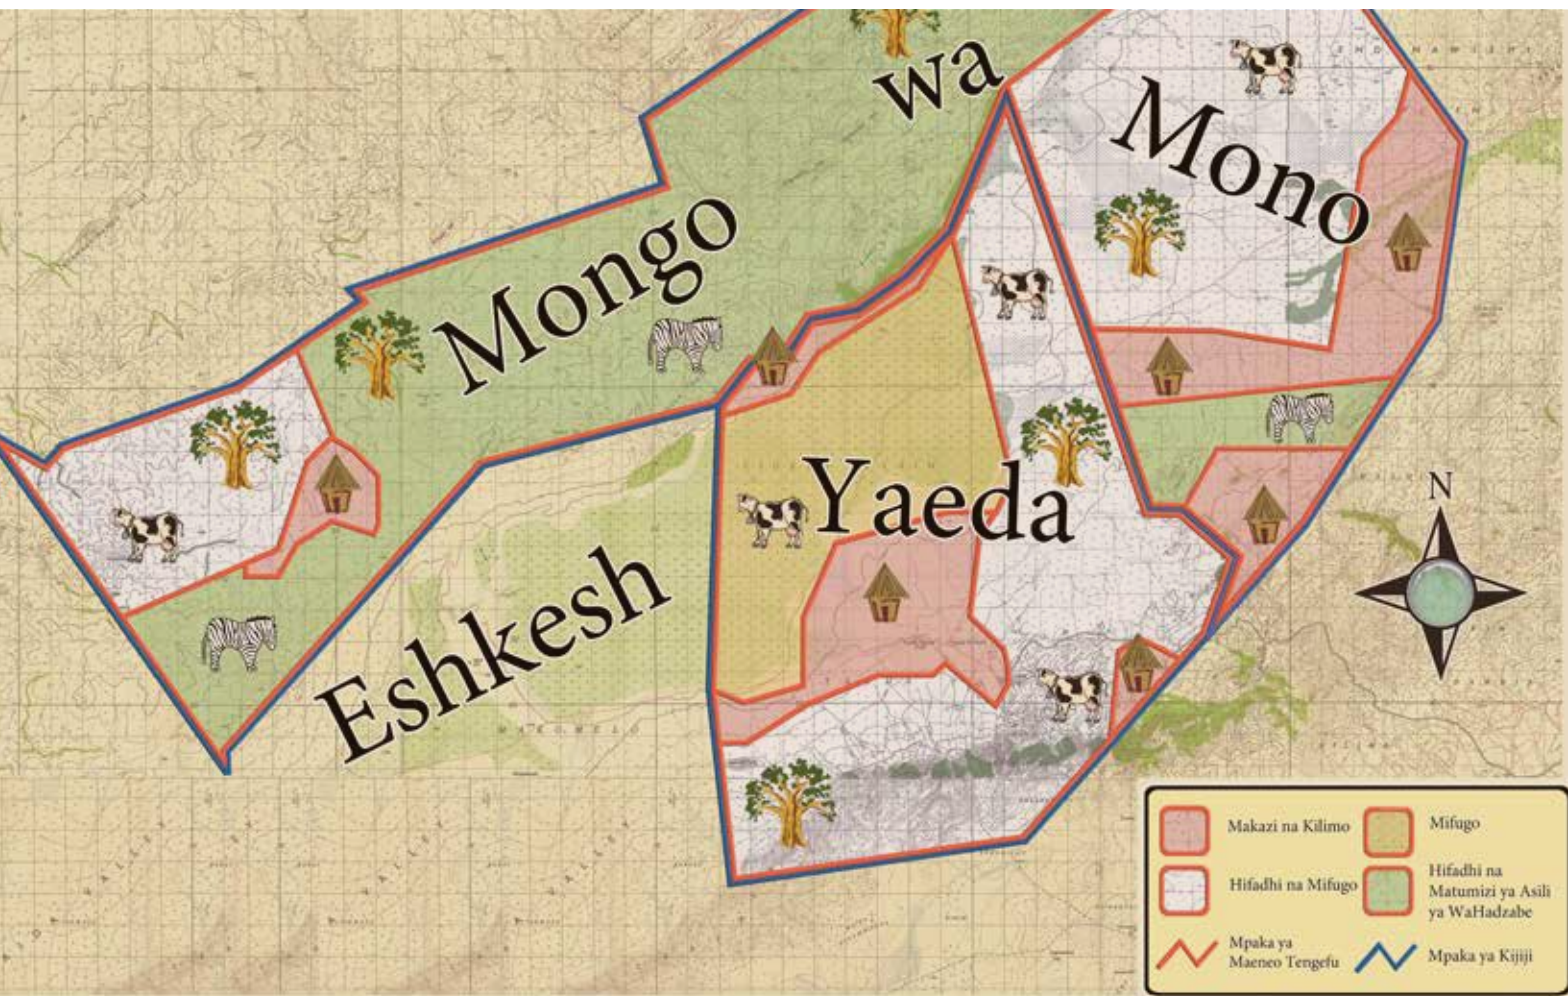 wa
Mono
Mongo
Yaeda
Eshkesh
N
Makazi na Kilimo
Mifugo
Hifadhi na Mifugo
Hifadhi na
Matumizi ya Asili
ya WaHadzabe
Mpaka ya
Maeneo Tengefu
Mpaka ya Kijiji